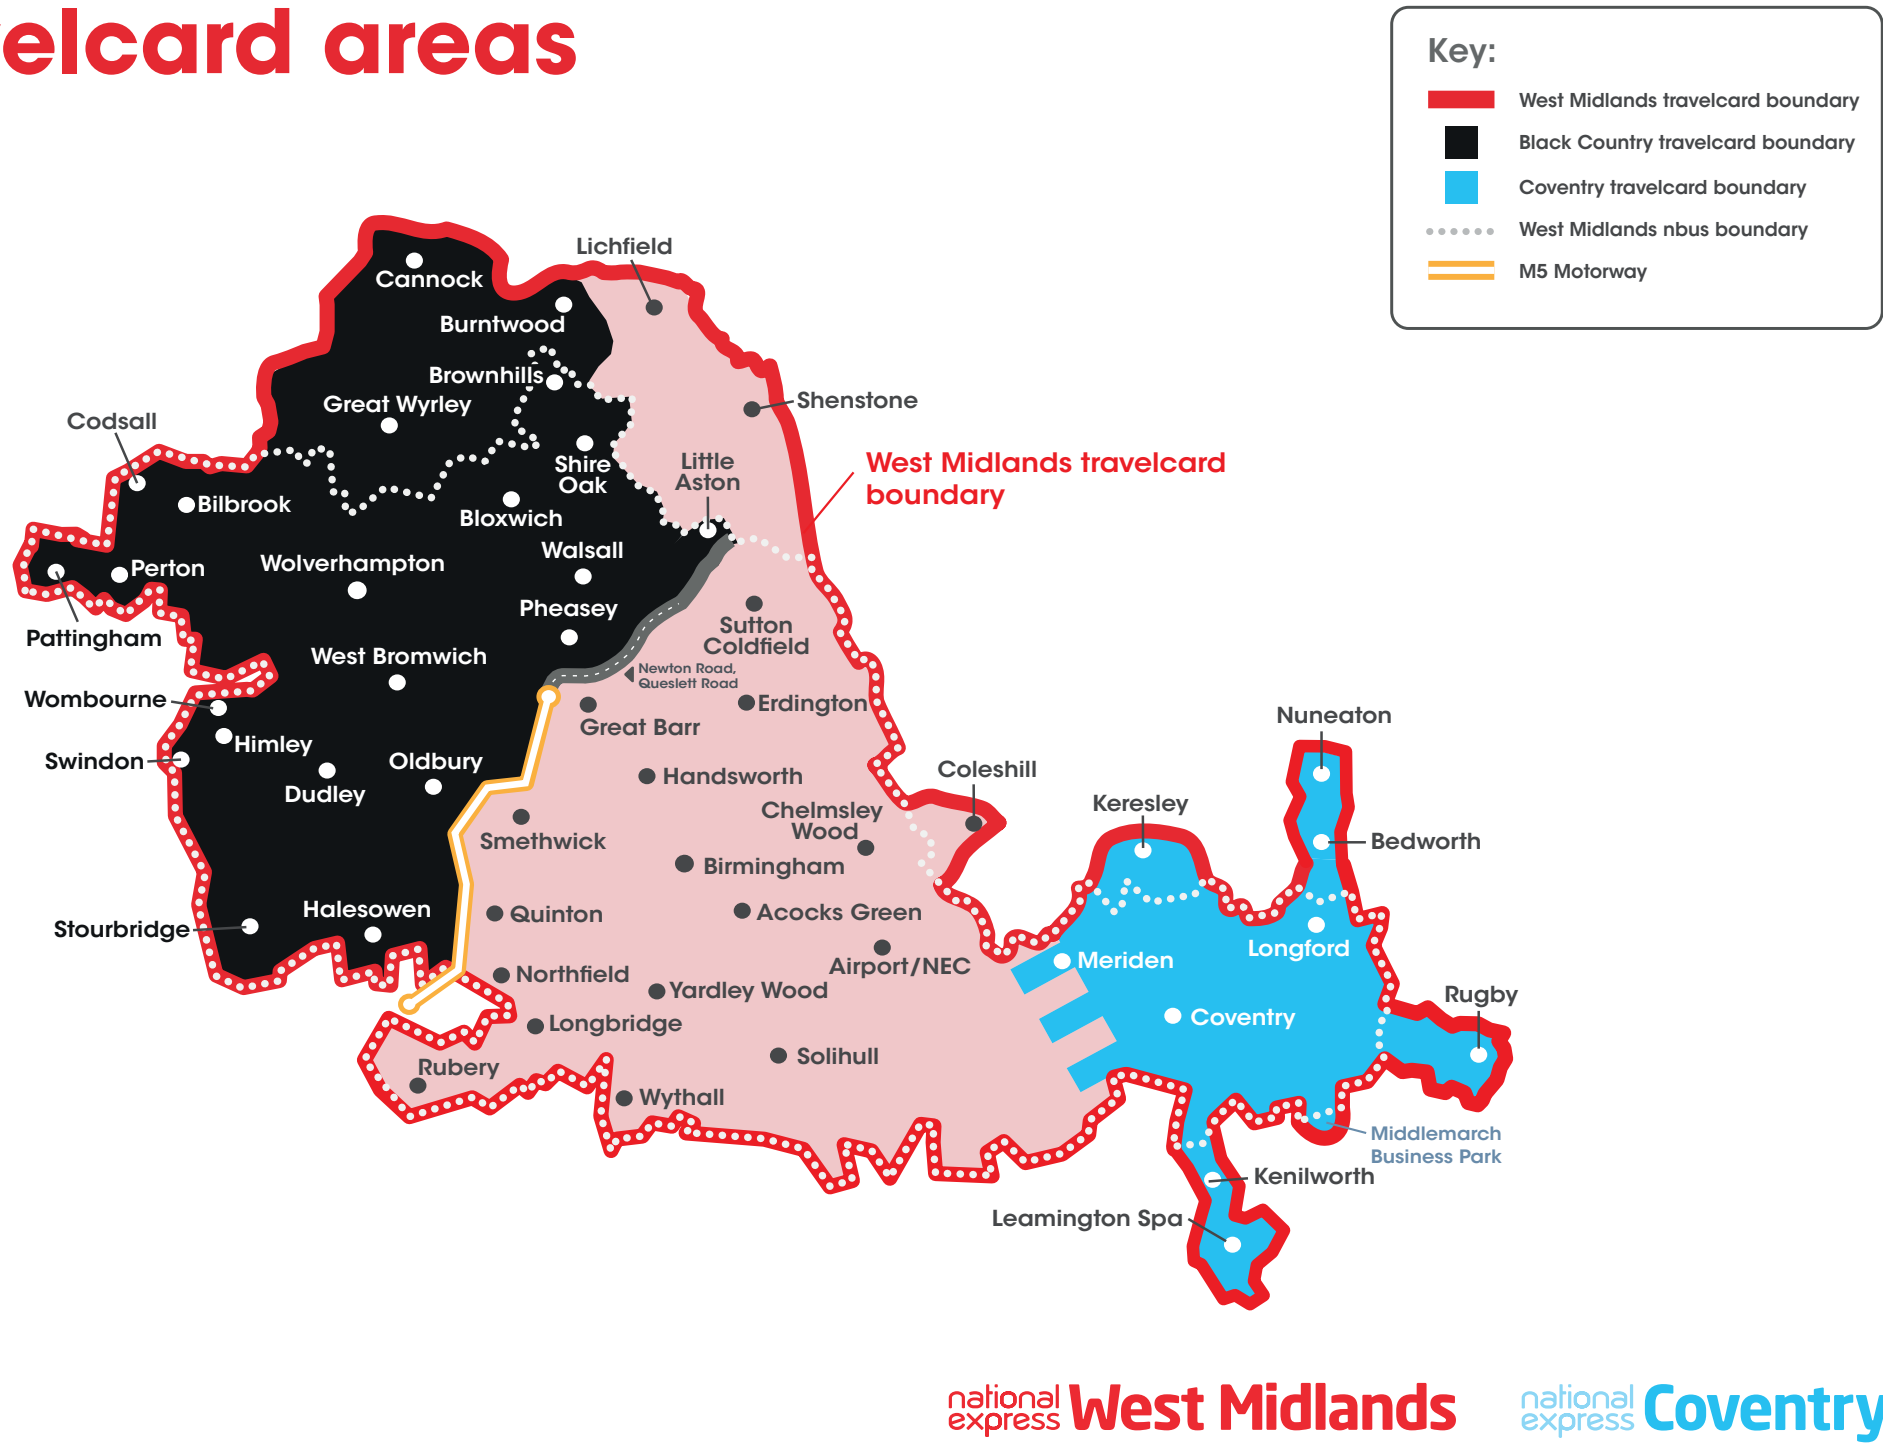 elcard areas
Key:
West Midlands travelcard boundary
Black Country travelcard boundary
Coventry travelcard boundary
West Midlands nbus boundary
M5 Motorway
Lichfield
Cannock
Burntwood
Brownhills
Great Wyrley
Shenstone
Codsall
Shire
Oak
Little
Aston
West Midlands travelcard
boundary
Bilbrook
Bloxwich
Walsall
Perton
Wolverhampton
Pheasey
Sutton
Coldfield
Pattingham
West Bromwich
Newton Road,
Queslett Road
Wombourne
Erdington
Great Barr
Nuneaton
Himley
Swindon
Oldbury
Dudley
Handsworth
Coleshill
Keresley
Chelmsley
Wood
Smethwick
Bedworth
Birmingham
Halesowen
Quinton
Acocks Green
Stourbridge
Longford
Airport/NEC
Meriden
Northfield
Yardley Wood
Rugby
Longbridge
Coventry
Solihull
Rubery
Wythall
Middlemarch
Business Park
Kenilworth
Leamington Spa
national
express
West Midlands
national
express
Coventry